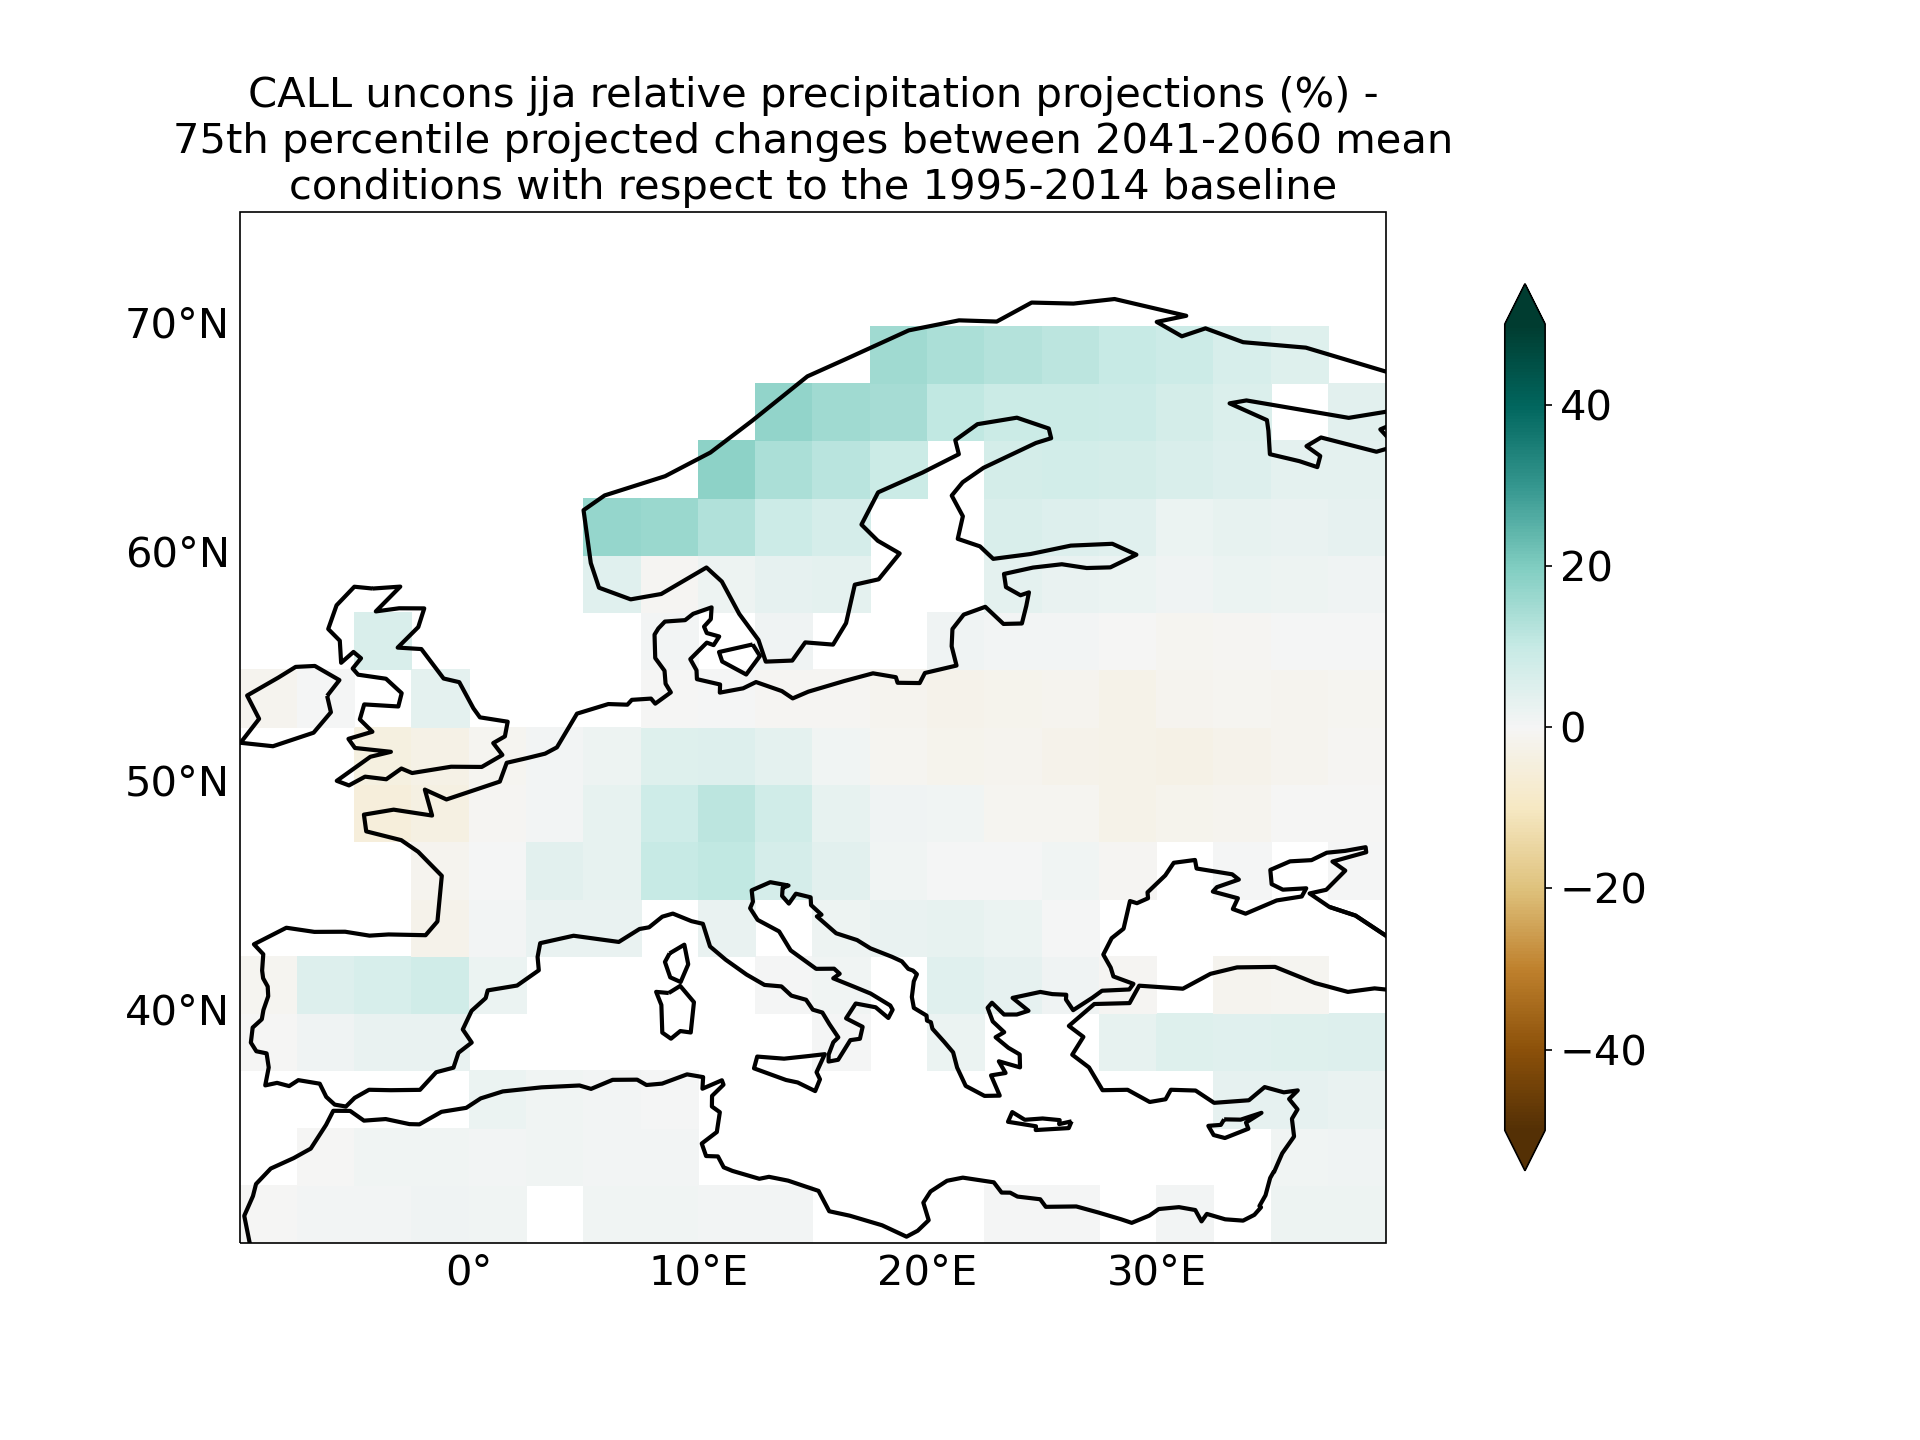 CALL uncons jja relative precipitation projections (%) -
75th percentile projected changes between 2041-2060 mean
conditions with respect to the 1995-2014 baseline
70°N
60°N
50°N
40°N
0°
10°E
20°E
30°E
40
20
0
−20
−40